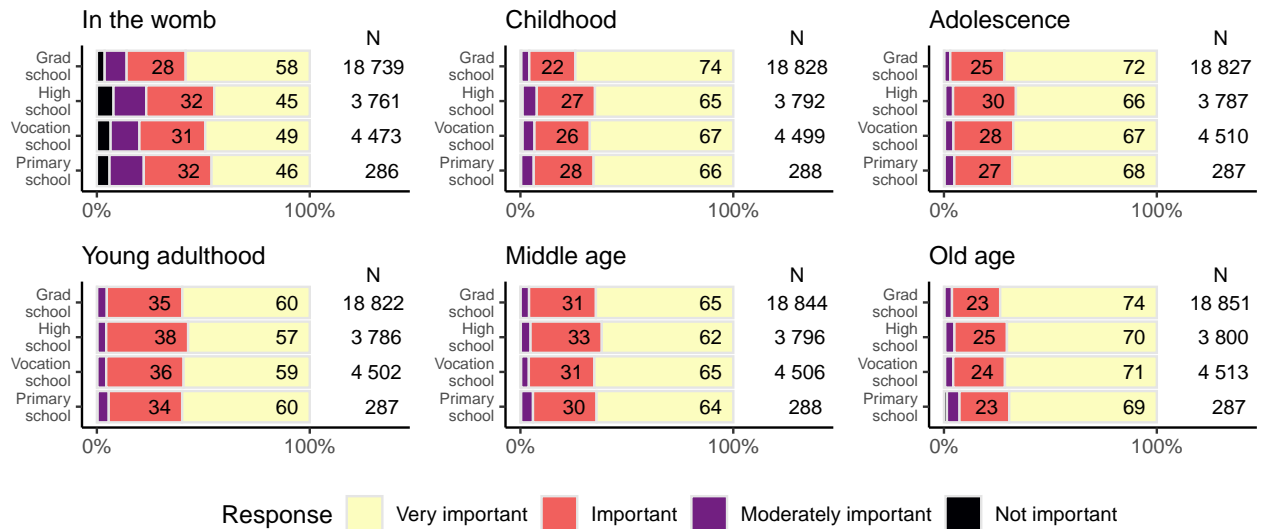 In the womb
N
Grad
school
28 58 18 739
High
school
32 45 3 761
Vocation
school
31 49 4 473
Primary
school
32 46 286
0% 100%
Childhood
N
Grad
school
22 74 18 828
High
school
27 65 3 792
Vocation
school
26 67 4 499
Primary
school
28 66 288
0% 100%
Adolescence
N
Grad
school
25 72 18 827
High
school
30 66 3 787
Vocation
school
28 67 4 510
Primary
school
27 68 287
0% 100%
Young adulthood
N
Grad
school
35 60 18 822
High
school
38 57 3 786
Vocation
school
36 59 4 502
Primary
school
34 60 287
0% 100%
Middle age
N
Grad
school
31 65 18 844
High
school
33 62 3 796
Vocation
school
31 65 4 506
Primary
school
30 64 288
0% 100%
Old age
N
Grad
school
23 74 18 851
High
school
25 70 3 800
Vocation
school
24 71 4 513
Primary
school
23 69 287
0% 100%
Response Very important Important Moderately important Not important